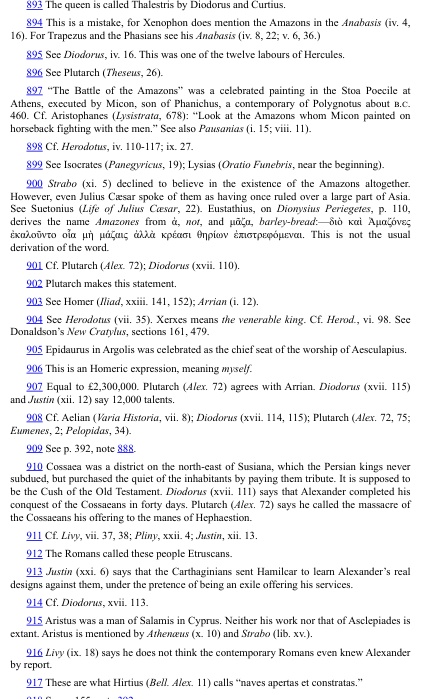 893 The queen is called Thalestris by Diodorus and Curtius.
894 This is a mistake, for Xenophon does mention the Amazons in the Anabasis (iv. 4,
16). For Trapezus and the Phasians see his Anabasis (iv. 8, 22; v. 6, 36.)
895 See Diodorus, iv. 16. This was one of the twelve labours of Hercules.
896 See Plutarch (Theseus, 26).
897 “The Battle of the Amazons” was a celebrated painting in the Stoa Poecile at
Athens, executed by Micon, son of Phanichus, a contemporary of Polygnotus about B.C.
460. Cf. Aristophanes (Lysistrata, 678): “Look at the Amazons whom Micon painted on
horseback fighting with the men.” See also Pausanias (i. 15; viii. 11).
898 Cf. Herodotus, iv. 110-117; ix. 27.
899 See Isocrates (Panegyricus, 19); Lysias (Oratio Funebris, near the beginning).
900 Strabo (xi. 5) declined to believe in the existence of the Amazons altogether.
However, even Julius Cæsar spoke of them as having once ruled over a large part of Asia.
See Suetonius (Life of Julius Cæsar, 22). Eustathius, on Dionysius Periegetes, p. 110,
derives the name Amazones from ἀ, not, and μᾶζα, barley-bread:—διὸ καὶ Ἀμαζόνες
ἐκαλοῦντο οἷα μὴ μάζαις ἀλλὰ κρέασι θηρίων ἐπιστρεφόμεναι. This is not the usual
derivation of the word.
901 Cf. Plutarch (Alex. 72); Diodorus (xvii. 110).
902 Plutarch makes this statement.
903 See Homer (Iliad, xxiii. 141, 152); Arrian (i. 12).
904 See Herodotus (vii. 35). Xerxes means the venerable king. Cf. Herod., vi. 98. See
Donaldson’s New Cratylus, sections 161, 479.
905 Epidaurus in Argolis was celebrated as the chief seat of the worship of Aesculapius.
906 This is an Homeric expression, meaning myself.
907 Equal to £2,300,000. Plutarch (Alex. 72) agrees with Arrian. Diodorus (xvii. 115)
and Justin (xii. 12) say 12,000 talents.
908 Cf. Aelian (Varia Historia, vii. 8); Diodorus (xvii. 114, 115); Plutarch (Alex. 72, 75;
Eumenes, 2; Pelopidas, 34).
909 See p. 392, note 888.
910 Cossaea was a district on the north-east of Susiana, which the Persian kings never
subdued, but purchased the quiet of the inhabitants by paying them tribute. It is supposed to
be the Cush of the Old Testament. Diodorus (xvii. 111) says that Alexander completed his
conquest of the Cossaeans in forty days. Plutarch (Alex. 72) says he called the massacre of
the Cossaeans his offering to the manes of Hephaestion.
911 Cf. Livy, vii. 37, 38; Pliny, xxii. 4; Justin, xii. 13.
912 The Romans called these people Etruscans.
913 Justin (xxi. 6) says that the Carthaginians sent Hamilcar to learn Alexander’s real
designs against them, under the pretence of being an exile offering his services.
914 Cf. Diodorus, xvii. 113.
915 Aristus was a man of Salamis in Cyprus. Neither his work nor that of Asclepiades is
extant. Aristus is mentioned by Athenæus (x. 10) and Strabo (lib. xv.).
916 Livy (ix. 18) says he does not think the contemporary Romans even knew Alexander
by report.
917 These are what Hirtius (Bell. Alex. 11) calls “naves apertas et constratas.”